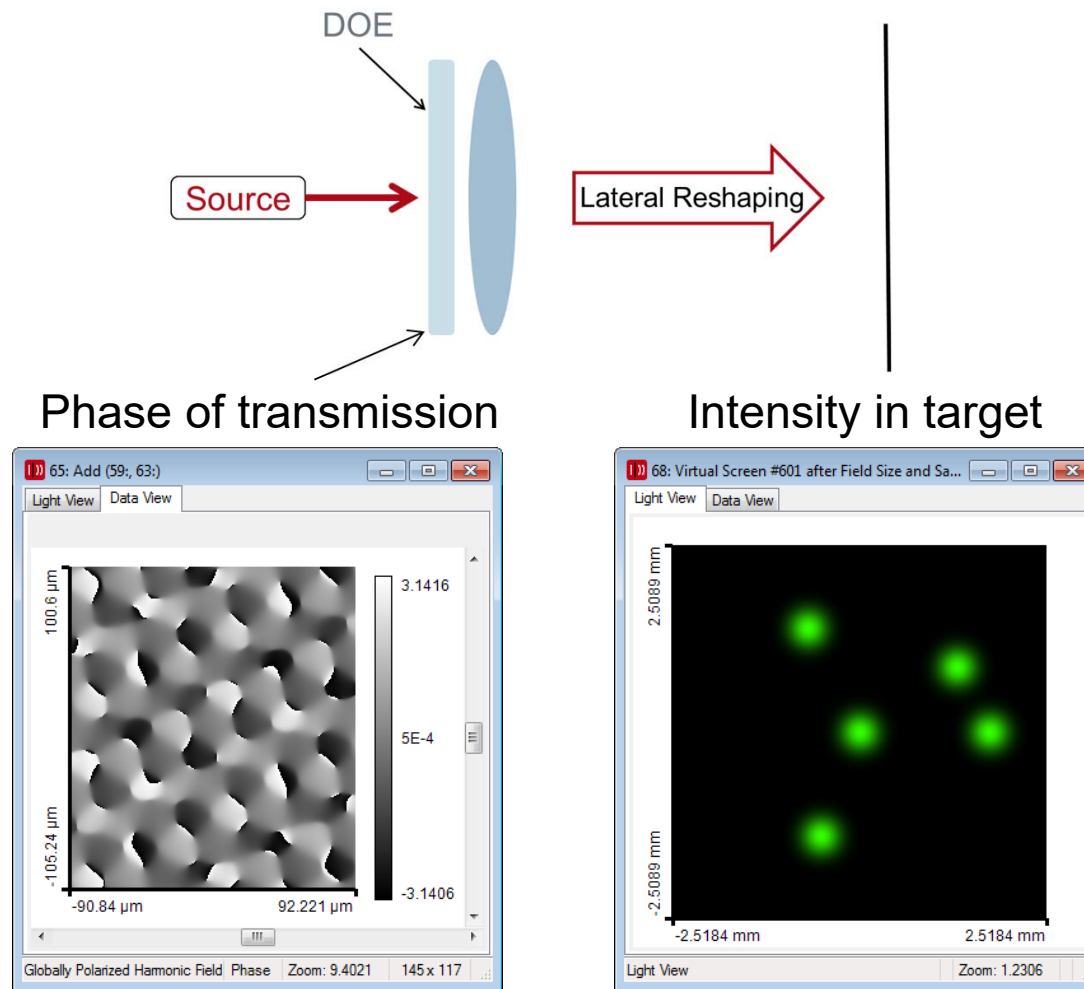 DOE
Source
Lateral Reshaping
Phase of transmission
Intensity in target
65: Add (59:, 63:)
Light View
Data View
100.6 µm
-105.24 µm
-90.84 µm
92.221 µm
3.1416
5E-4
-3.1406
Globally Polarized Harmonic Field
Phase
Zoom: 9.4021
145 x 117
68: Virtual Screen #601 after Field Size and Sa...
Light View
Data View
2.5089 mm
-2.5089 mm
-2.5184 mm
2.5184 mm
Light View
Zoom: 1.2306